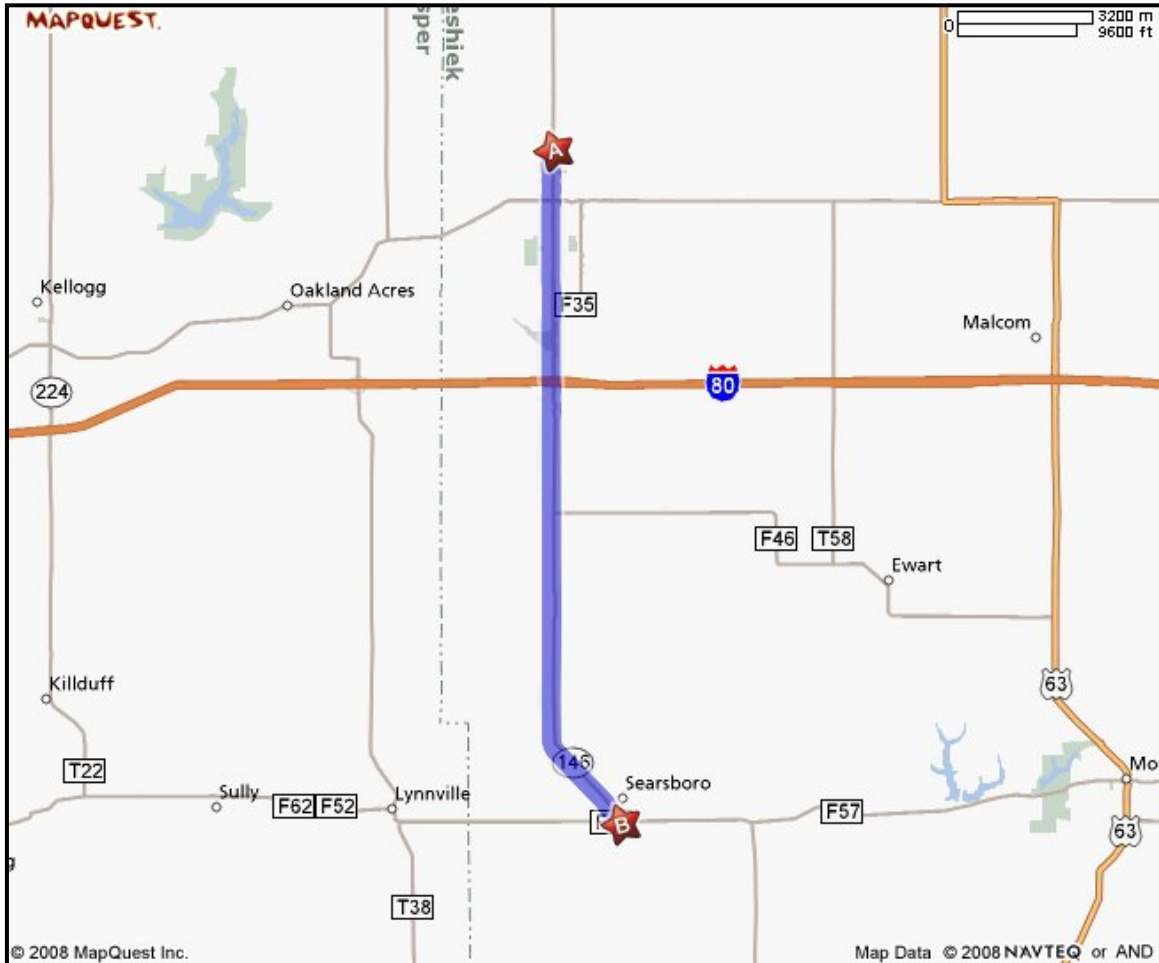 MAPQUEST.
0
3200 m
9600 ft
sper
eshiek
A
Kellogg
Oakland Acres
F35
Malcom
224
80
F46
T58
Ewart
Killduff
63
T22
146
Searsboro
Sully
F62
F52
Lynnville
B
F57
Mo
63
g
T38
© 2008 MapQuest Inc.
Map Data © 2008 NAVTEQ or AND